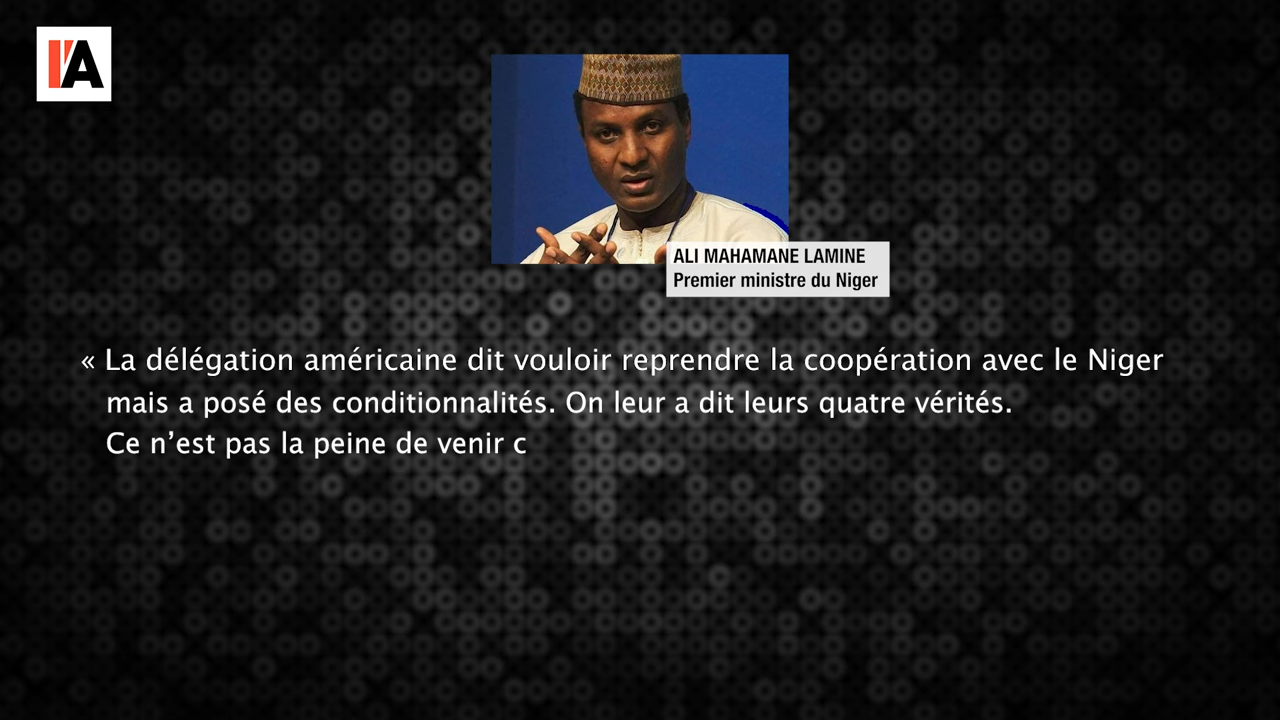 l'A
ALI MAHAMANE LAMINE
Premier ministre du Niger
« La délégation américaine dit vouloir reprendre la coopération avec le Niger
mais a posé des conditionnalités. On leur a dit leurs quatre vérités.
Ce n’est pas la peine de venir c